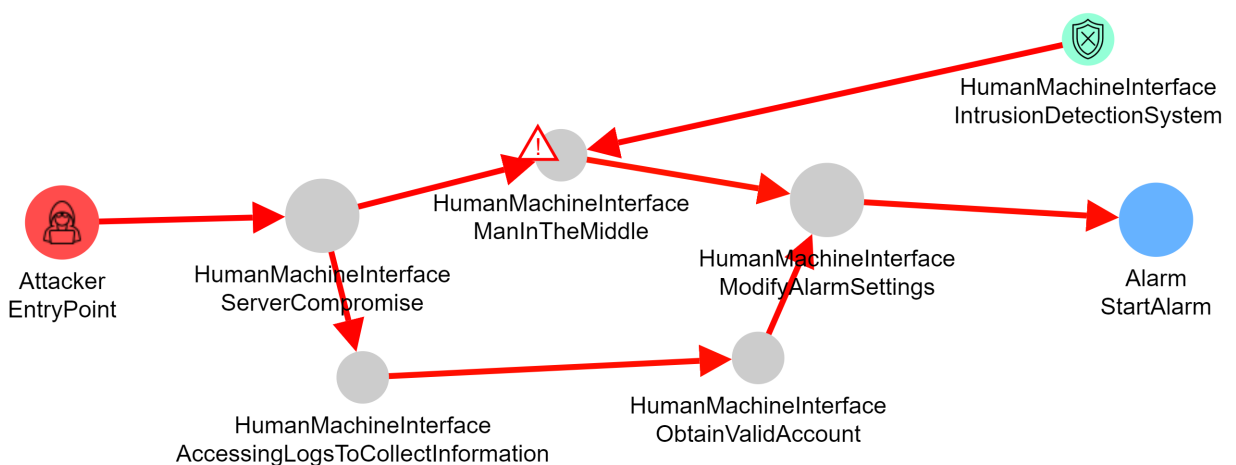 HumanMachineInterface
IntrusionDetectionSystem
!
HumanMachineInterface
ManInTheMiddle
Attacker
EntryPoint
HumanMachineInterface
ServerCompromise
HumanMachineInterface
ModifyAlarmSettings
Alarm
StartAlarm
HumanMachineInterface
AccessingLogsToCollectInformation
HumanMachineInterface
ObtainValidAccount